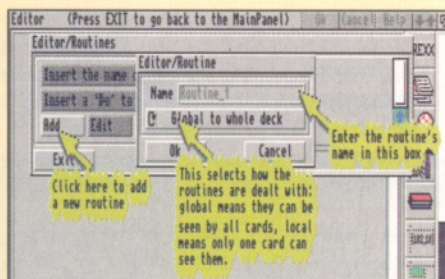 Editor (Press EXIT to go back to the MainPanel) Ok Cancel Help
Editor/Routines
Editor/Routine
REXX
Insert the name
Name Routine_1
Insert a 'Do' to
Global to whole deck
Add Edit
Ok Cancel
Exit
Enter the routine's
name in this box
Click here to add
a new routine
This selects how the
routines are dealt with:
global means they can be
seen by all cards, local
means only one card can
see them.